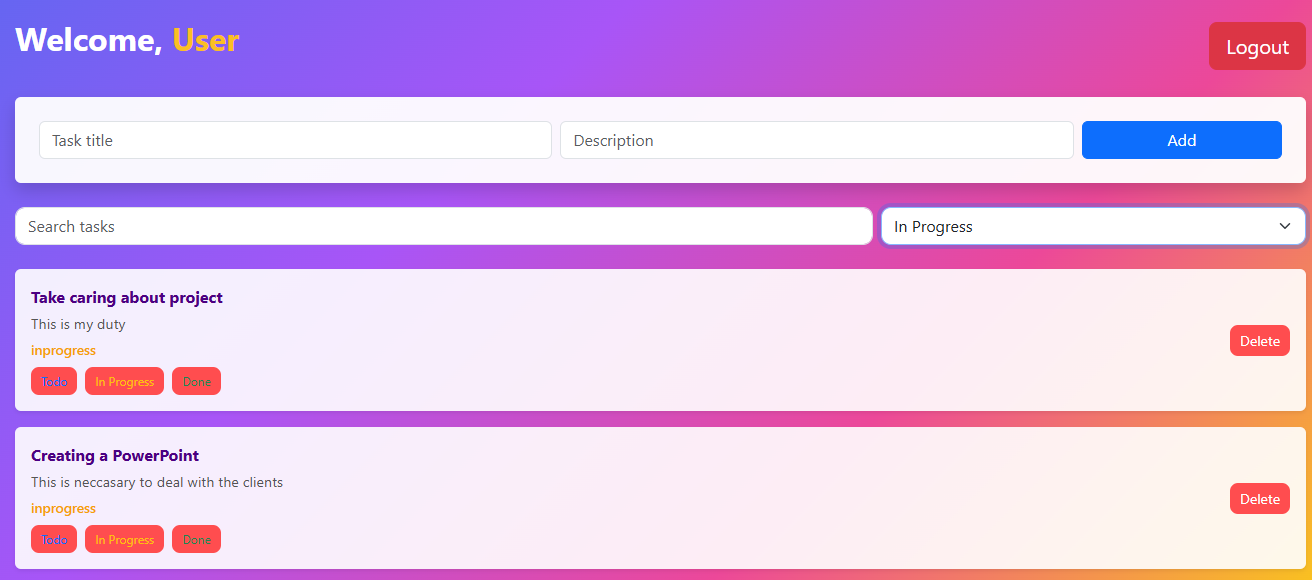 Welcome, User
Logout
Task title
Description
Add
Search tasks
In Progress
Take caring about project
This is my duty
inprogress
Todo In Progress Done
Delete
Creating a PowerPoint
This is neccasary to deal with the clients
inprogress
Todo In Progress Done
Delete